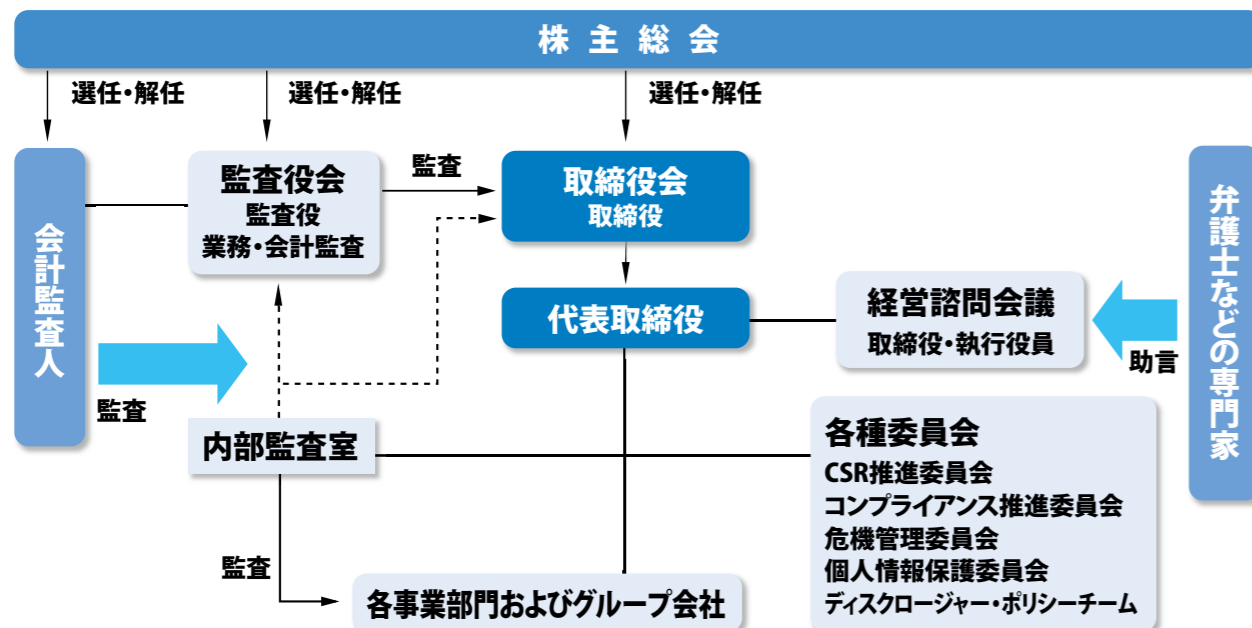 株主総会
選任・解任
選任・解任
選任・解任
会計監査人
監査役会
監査役
業務・会計監査
監査
取締役会
取締役
代表取締役
経営諮問会議
取締役・執行役員
助言
弁護士などの専門家
監査
内部監査室
各種委員会
CSR推進委員会
コンプライアンス推進委員会
危機管理委員会
個人情報保護委員会
ディスクロージャー・ポリシーチーム
監査
各事業部門およびグループ会社